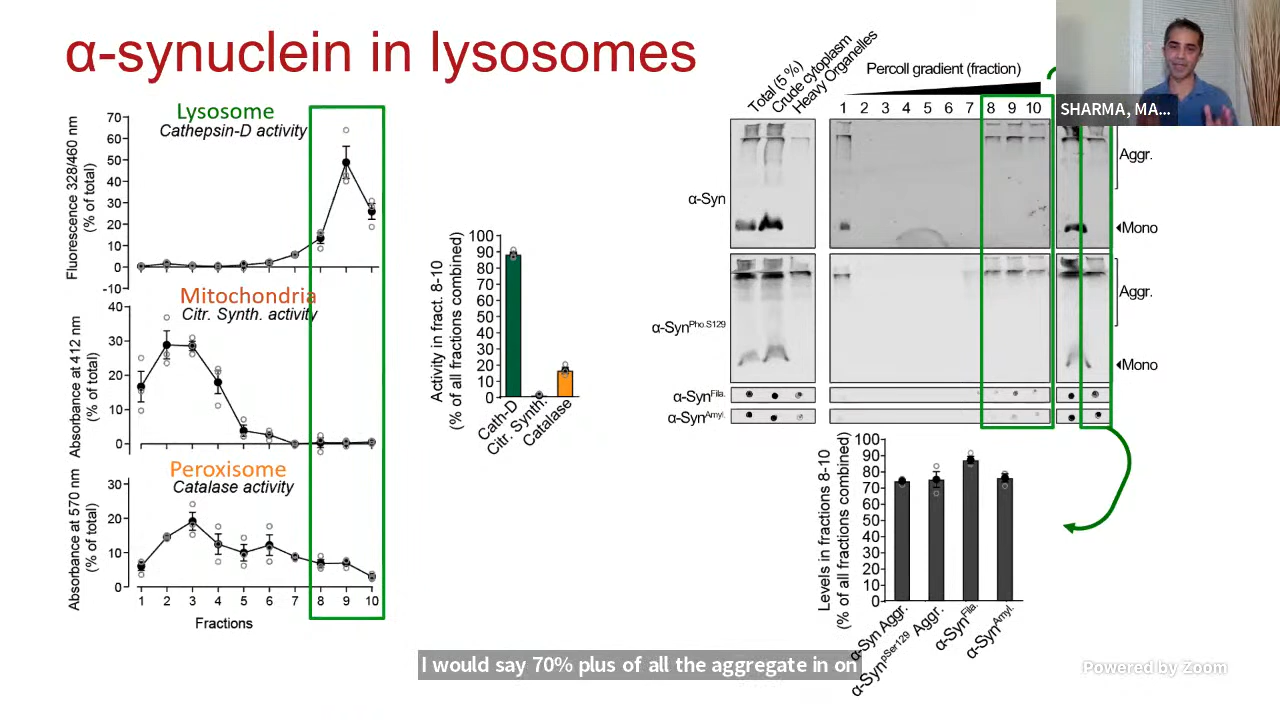 α-synuclein in lysosomes
Lysosome
Cathepsin-D activity
Fluorescence 328/460 nm
(% of total)
70
60
50
40
30
20
10
0
-10
Mitochondria
Citr. Synth. activity
Absorbance at 412 nm
(% of total)
40
30
20
10
0
Peroxisome
Catalase activity
Absorbance at 570 nm
(% of total)
30
20
10
0
1 2 3 4 5 6 7 8 9 10
Fractions
Activity in fract. 8-10
(% of all fractions combined)
100
90
80
70
60
50
40
30
20
10
0
Cath-D
Citr. Synth.
Catalase
Total (5 %)
Crude cytoplasm
Heavy Organelles
Percoll gradient (fraction)
1 2 3 4 5 6 7 8 9 10
SHARMA, MA...
α-Syn
Aggr.
Mono
α-SynPho.S129
Aggr.
Mono
α-SynFila.
α-SynAmyl.
Levels in fractions 8-10
(% of all fractions combined)
100
90
80
70
60
50
40
30
20
10
0
α-Syn Aggr.
α-SynpSer129 Aggr.
α-SynFila.
α-SynAmyl.
I would say 70% plus of all the aggregate in on
Powered by Zoom